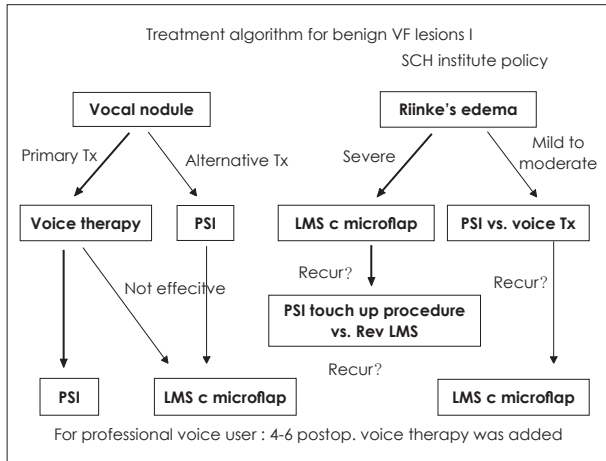 Treatment algorithm for benign VF lesions I
SCH institute policy
Vocal nodule
Riinke's edema
Primary Tx
Alternative Tx
Severe
Mild to
moderate
Voice therapy
PSI
LMS c microflap
PSI vs. voice Tx
Not effecitve
Recur?
Recur?
PSI touch up procedure
vs. Rev LMS
Recur?
PSI
LMS c microflap
LMS c microflap
For professional voice user : 4-6 postop. voice therapy was added